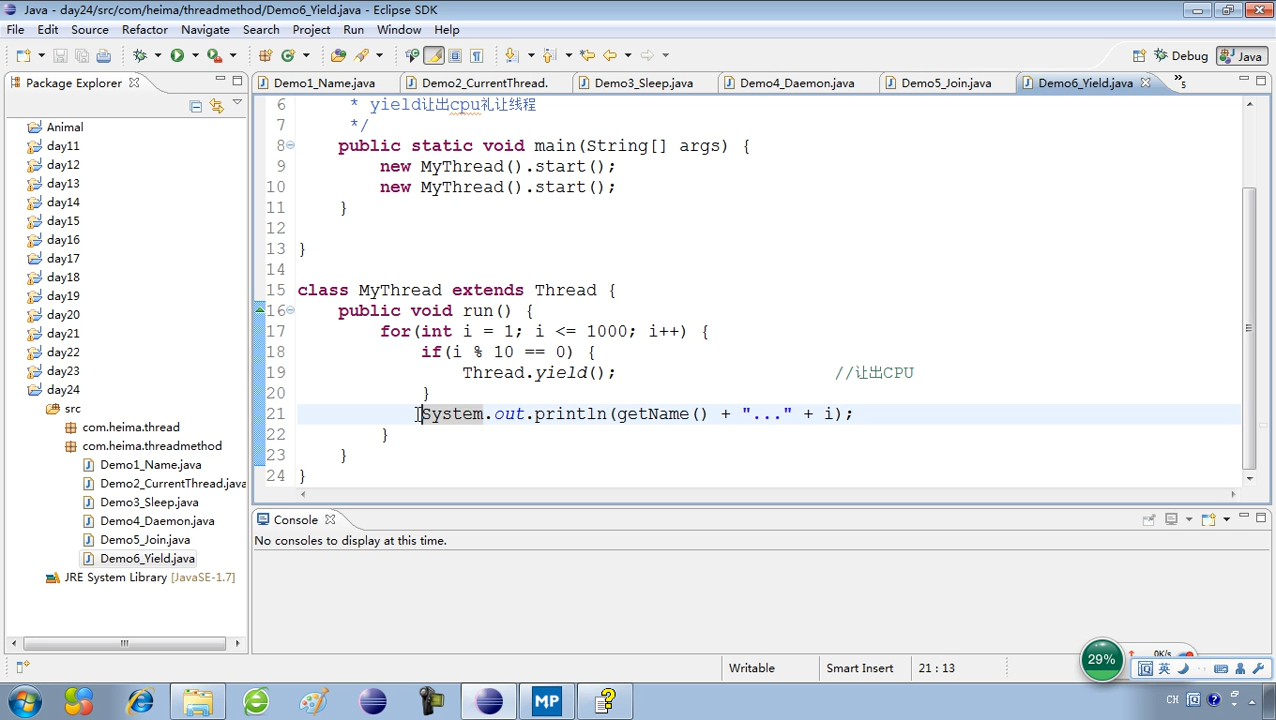 Java - day24/src/com/heima/threadmethod/Demo6_Yield.java - Eclipse SDK
File Edit Source Refactor Navigate Search Project Run Window Help
Debug Java
Package Explorer
Demo1_Name.java Demo2_CurrentThread. Demo3_Sleep.java Demo4_Daemon.java Demo5_Join.java Demo6_Yield.java »5
Animal
day11
day12
day13
day14
day15
day16
day17
day18
day19
day20
day21
day22
day23
day24
src
com.heima.thread
com.heima.threadmethod
Demo1_Name.java
Demo2_CurrentThread.java
Demo3_Sleep.java
Demo4_Daemon.java
Demo5_Join.java
Demo6_Yield.java
JRE System Library [JavaSE-1.7]
6 * yield让出cpu礼让线程
7 */
8 public static void main(String[] args) {
9 new MyThread().start();
10 new MyThread().start();
11 }
12
13 }
14
15 class MyThread extends Thread {
16 public void run() {
17 for(int i = 1; i <= 1000; i++) {
18 if(i % 10 == 0) {
19 Thread.yield(); //让出CPU
20 }
21 System.out.println(getName() + "..." + i);
22 }
23 }
24 }
Console
No consoles to display at this time.
Writable Smart Insert 21 : 13
29%
0K/s
英
MP
CH